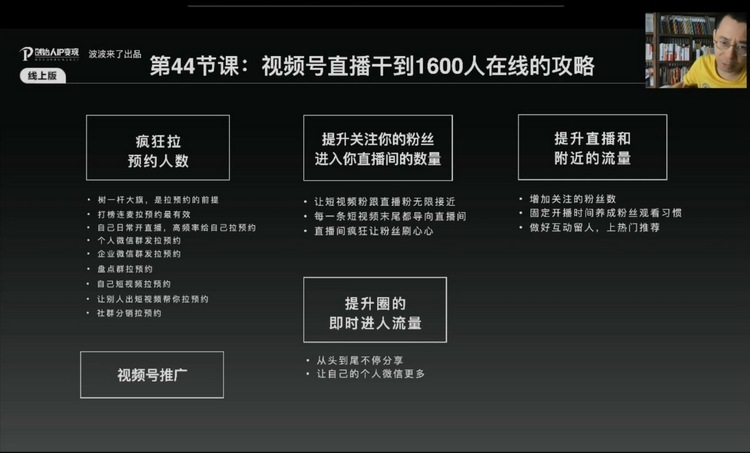 创始人IP变现
波波来了出品
线上版
第44节课：视频号直播干到1600人在线的攻略
疯狂拉
预约人数
• 树一杆大旗，是拉预约的前提
• 打榜连麦拉预约最有效
• 自己日常开直播，高频率给自己拉预约
• 个人微信群发拉预约
• 企业微信群发拉预约
• 盘点群拉预约
• 自己短视频拉预约
• 让别人出短视频帮你拉预约
• 社群分销拉预约
视频号推广
提升关注你的粉丝
进入你直播间的数量
• 让短视频粉跟直播粉无限接近
• 每一条短视频末尾都导向直播间
• 直播间疯狂让粉丝刷心心
提升圈的
即时进人流量
• 从头到尾不停分享
• 让自己的个人微信更多
提升直播和
附近的流量
• 增加关注的粉丝数
• 固定开播时间养成粉丝观看习惯
• 做好互动留人，上热门推荐